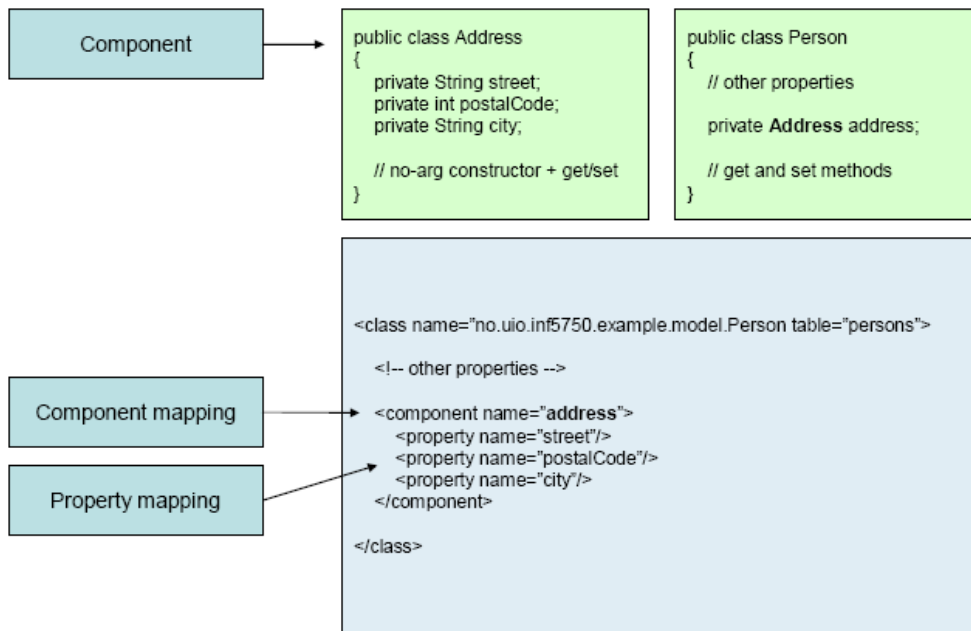 Component
public class Address
{
private String street;
private int postalCode;
private String city;
// no-arg constructor + get/set
}
public class Person
{
// other properties
private Address address;
// get and set methods
}
<class name=”no.uio.inf5750.example.model.Person table=”persons”>
<!-- other properties -->
Component mapping
<component name=”address”>
<property name=”street”/>
<property name=”postalCode”/>
<property name=”city”/>
</component>
Property mapping
</class>